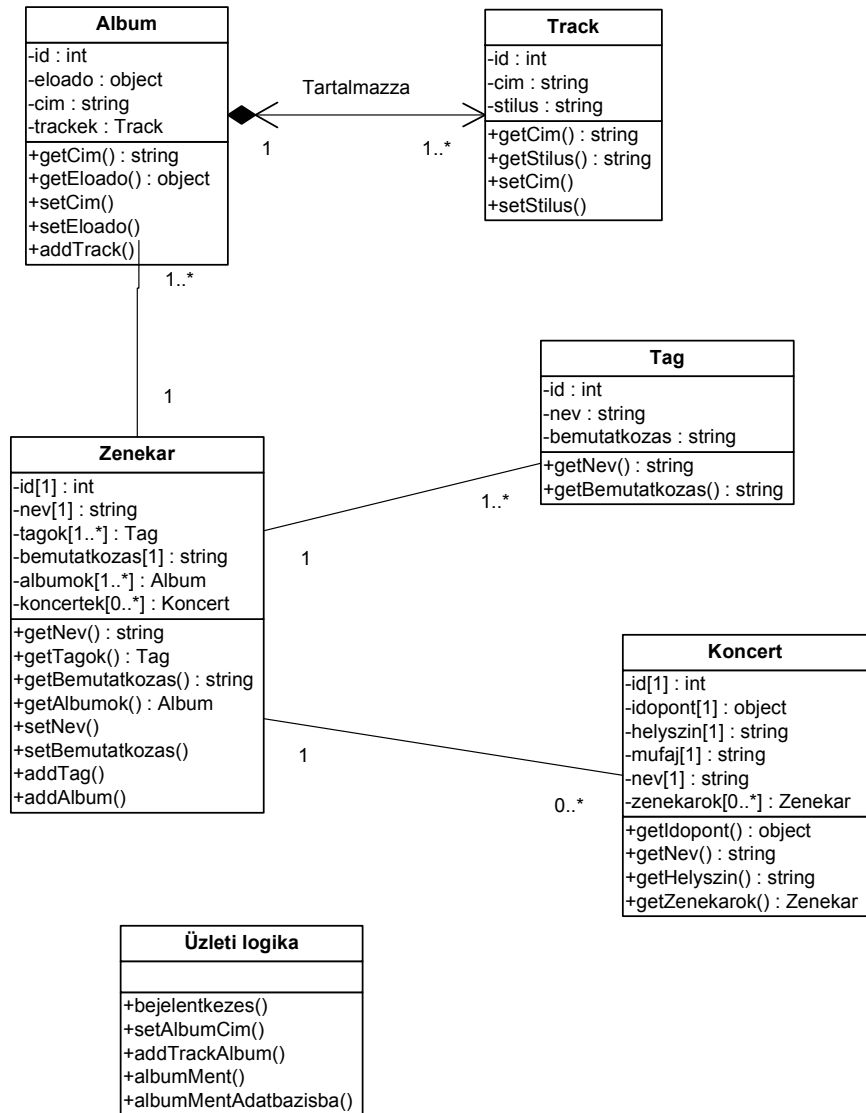 Album
-id : int
-eloado : object
-cim : string
-trackek : Track
+getCim() : string
+getEloado() : object
+setCim()
+setEloado()
+addTrack()
Tartalmazza
1
1..*
Track
-id : int
-cim : string
-stilus : string
+getCim() : string
+getStilus() : string
+setCim()
+setStilus()
1..*
1
Tag
-id : int
-nev : string
-bemutatkozas : string
+getNev() : string
+getBemutatkozas() : string
Zenekar
-id[1] : int
-nev[1] : string
-tagok[1..*] : Tag
-bemutatkozas[1] : string
-albumok[1..*] : Album
-koncertek[0..*] : Koncert
+getNev() : string
+getTagok() : Tag
+getBemutatkozas() : string
+getAlbumok() : Album
+setNev()
+setBemutatkozas()
+addTag()
+addAlbum()
1..*
1
1
0..*
Koncert
-id[1] : int
-idopont[1] : object
-helyszin[1] : string
-mufaj[1] : string
-nev[1] : string
-zenekarok[0..*] : Zenekar
+getIdopont() : object
+getNev() : string
+getHelyszin() : string
+getZenekarok() : Zenekar
Üzleti logika
+bejelentkezes()
+setAlbumCim()
+addTrackAlbum()
+albumMent()
+albumMentAdatbazisba()